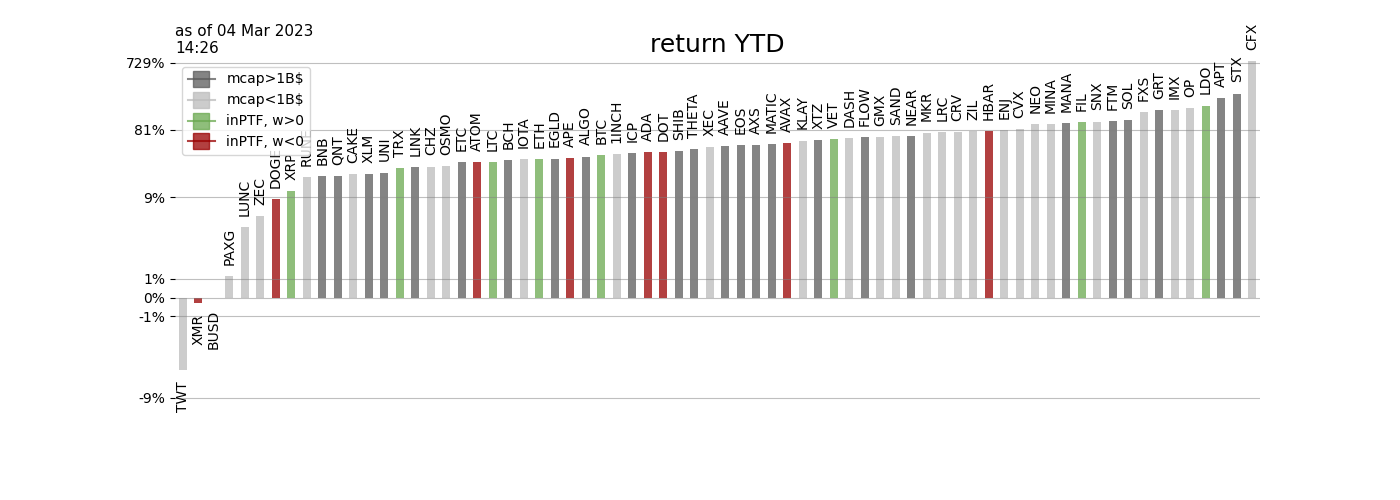 as of 04 Mar 2023
14:26
return YTD
729%
81%
9%
1%
0%
-1%
-9%
mcap>1B$
mcap<1B$
inPTF, w>0
inPTF, w<0
TWT
XMR
BUSD
PAXG
LUNC
ZEC
DOGE
XRP
RUNE
BNB
QNT
CAKE
XLM
UNI
TRX
LINK
CHZ
OSMO
ETC
ATOM
LTC
BCH
IOTA
ETH
EGLD
APE
ALGO
BTC
1INCH
ICP
ADA
DOT
SHIB
THETA
XEC
AAVE
EOS
AXS
MATIC
AVAX
KLAY
XTZ
VET
DASH
FLOW
GMX
SAND
NEAR
MKR
LRC
CRV
ZIL
HBAR
ENJ
CVX
NEO
MINA
MANA
FIL
SNX
FTM
SOL
FXS
GRT
IMX
OP
LDO
APT
STX
CFX